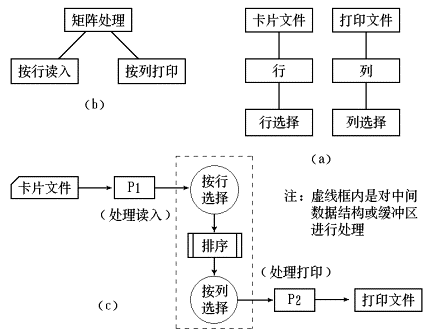 矩阵处理
按行读入
按列打印
(b)
卡片文件
打印文件
行
列
行选择
列选择
(a)
卡片文件
P1
(处理读入)
按行
选择
排序
按列
选择
(处理打印)
P2
打印文件
(c)
注：虚线框内是对中间
数据结构或缓冲区
进行处理